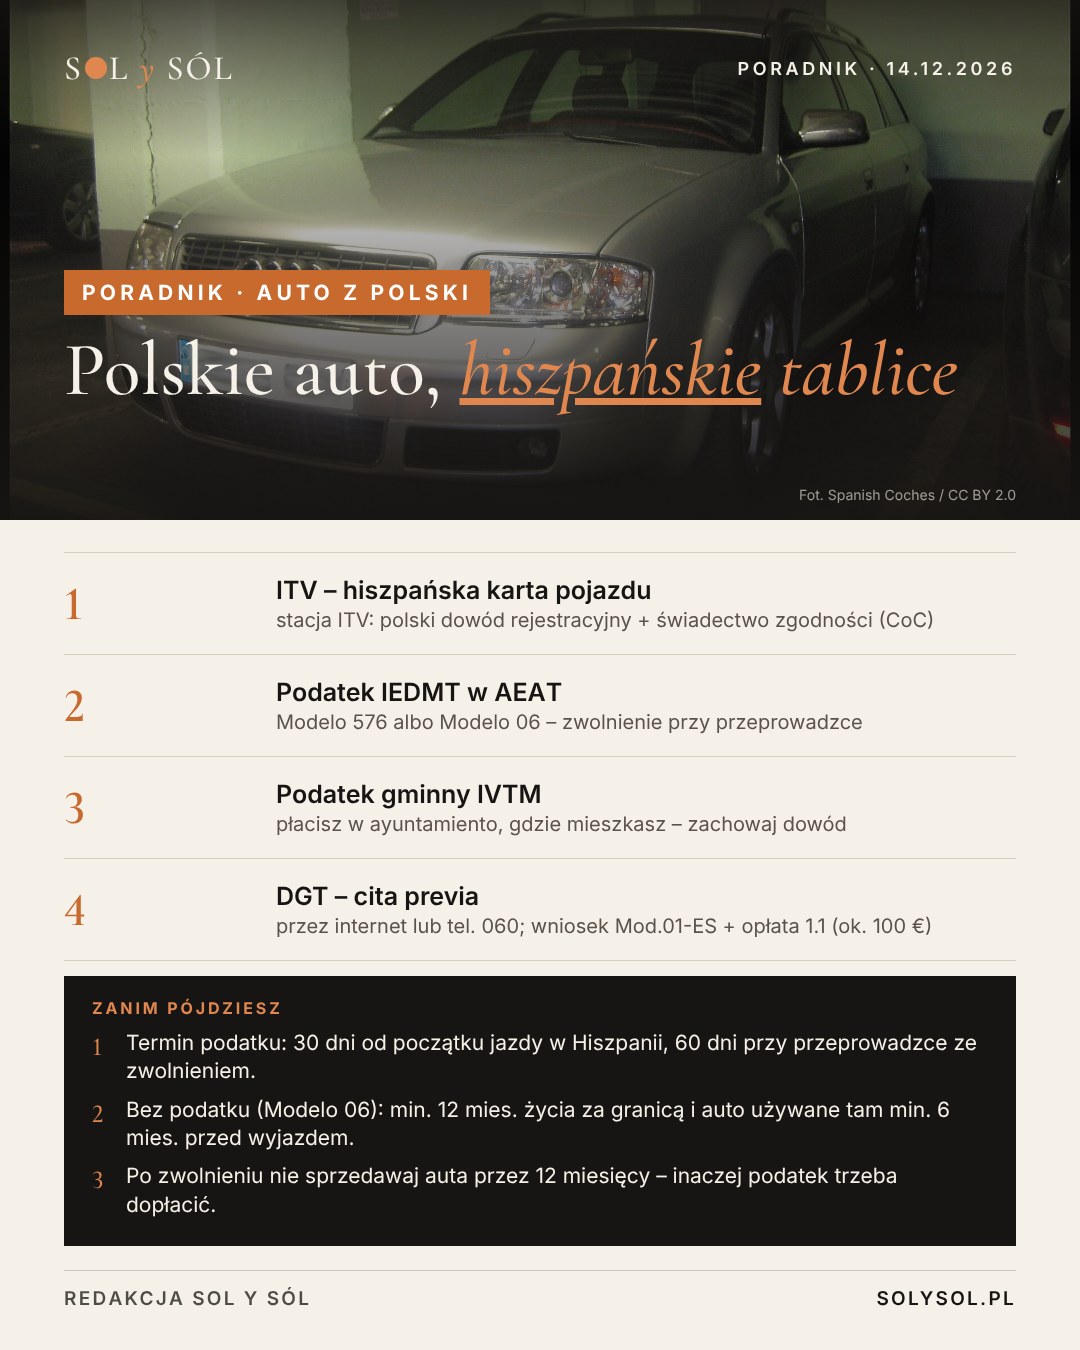 SOL y SÓL
PORADNIK · 14.12.2026
PORADNIK · AUTO Z POLSKI
Polskie auto, hiszpańskie tablice
Fot. Spanish Coches / CC BY 2.0
1
ITV – hiszpańska karta pojazdu
stacja ITV: polski dowód rejestracyjny + świadectwo zgodności (CoC)
2
Podatek IEDMT w AEAT
Modelo 576 albo Modelo 06 – zwolnienie przy przeprowadzce
3
Podatek gminny IVTM
płacisz w ayuntamiento, gdzie mieszkasz – zachowaj dowód
4
DGT – cita previa
przez internet lub tel. 060; wniosek Mod.01-ES + opłata 1.1 (ok. 100 €)
ZANIM PÓJDZIESZ
1 Termin podatku: 30 dni od początku jazdy w Hiszpanii, 60 dni przy przeprowadzce ze
zwolnieniem.
2 Bez podatku (Modelo 06): min. 12 mies. życia za granicą i auto używane tam min. 6
mies. przed wyjazdem.
3 Po zwolnieniu nie sprzedawaj auta przez 12 miesięcy – inaczej podatek trzeba
dopłacić.
REDAKCJA SOL Y SÓL
SOLYSOL.PL